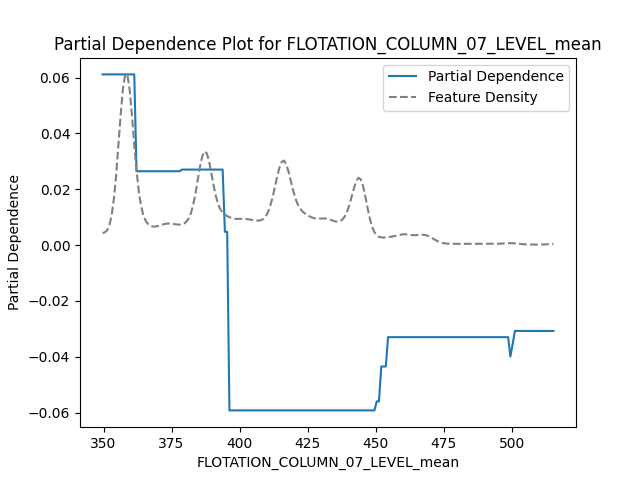 Partial Dependence Plot for FLOTATION_COLUMN_07_LEVEL_mean
Partial Dependence
Feature Density
Partial Dependence
0.06
0.04
0.02
0.00
−0.02
−0.04
−0.06
350 375 400 425 450 475 500
FLOTATION_COLUMN_07_LEVEL_mean